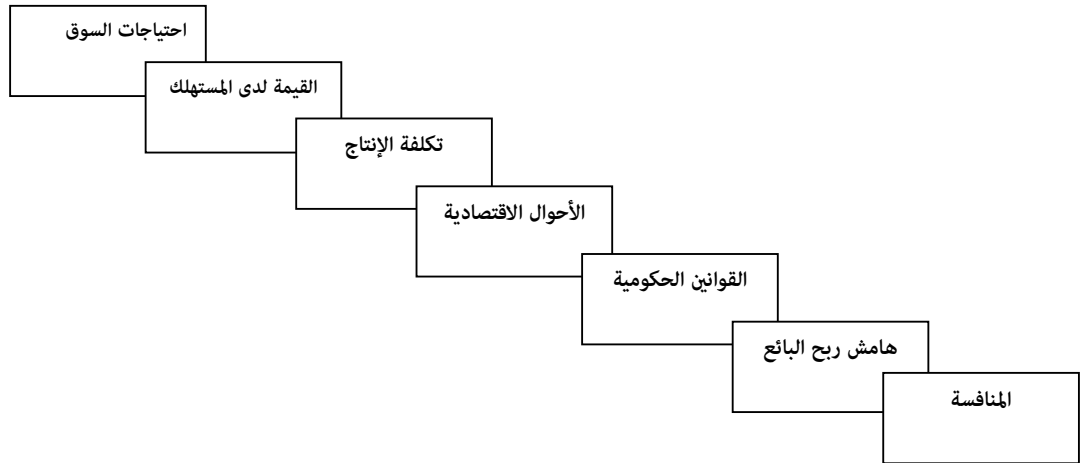 احتياجات السوق
القيمة لدى المستهلك
تكلفة الإنتاج
الأحوال الاقتصادية
القوانين الحكومية
هامش ربح البائع
المنافسة